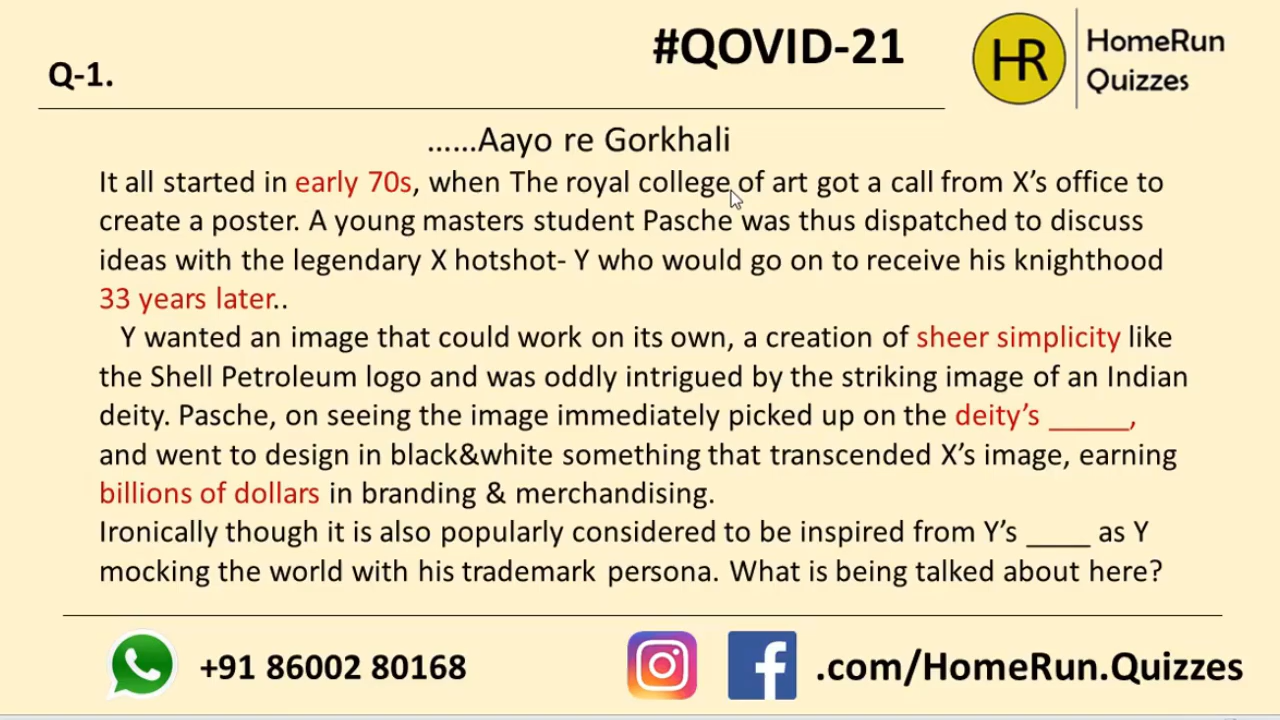 #QOVID-21
HR
HomeRun
Quizzes
Q-1.
......Aayo re Gorkhali
It all started in early 70s, when The royal college of art got a call from X’s office to
create a poster. A young masters student Pasche was thus dispatched to discuss
ideas with the legendary X hotshot- Y who would go on to receive his knighthood
33 years later..
Y wanted an image that could work on its own, a creation of sheer simplicity like
the Shell Petroleum logo and was oddly intrigued by the striking image of an Indian
deity. Pasche, on seeing the image immediately picked up on the deity’s _____,
and went to design in black&white something that transcended X’s image, earning
billions of dollars in branding & merchandising.
Ironically though it is also popularly considered to be inspired from Y’s ____ as Y
mocking the world with his trademark persona. What is being talked about here?
+91 86002 80168
.com/HomeRun.Quizzes